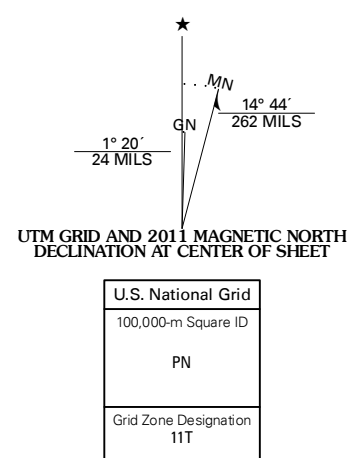 MN
14° 44´
262 MILS
GN
1° 20´
24 MILS
UTM GRID AND 2011 MAGNETIC NORTH
DECLINATION AT CENTER OF SHEET
U.S. National Grid
100,000-m Square ID
PN
Grid Zone Designation
11T